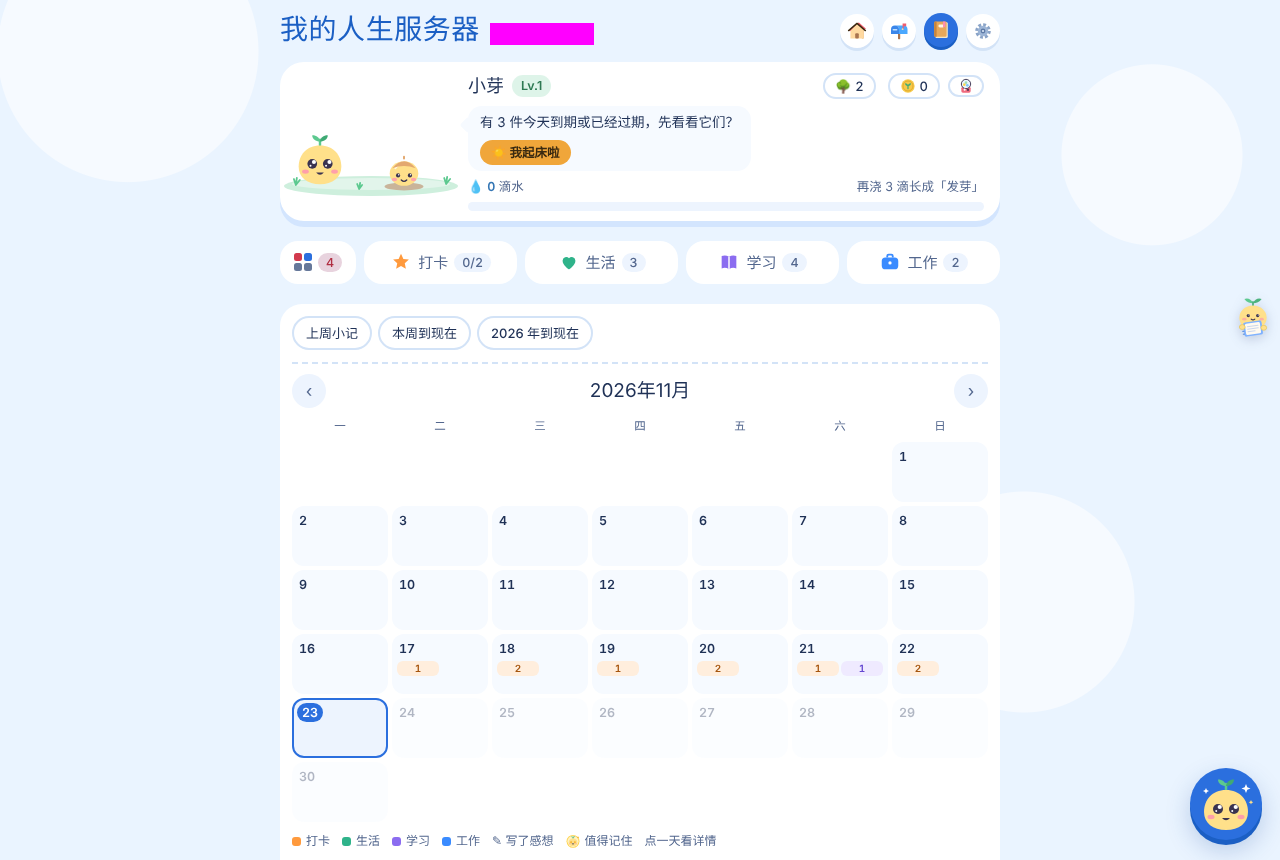 我的人生服务器
小芽 Lv.1 2 0
有 3 件今天到期或已经过期，先看看它们？
我起床啦
0 滴水 再浇 3 滴长成「发芽」
4 打卡 0/2 生活 3 学习 4 工作 2
上周小记 本周到现在 2026 年到现在
‹ 2026年11月 ›
一 二 三 四 五 六 日
1
2 3 4 5 6 7 8
9 10 11 12 13 14 15
16 17 18 19 20 21 22
1 2 1 2 1 1 2
23 24 25 26 27 28 29
30
打卡 生活 学习 工作 ✎ 写了感想 值得记住 点一天看详情